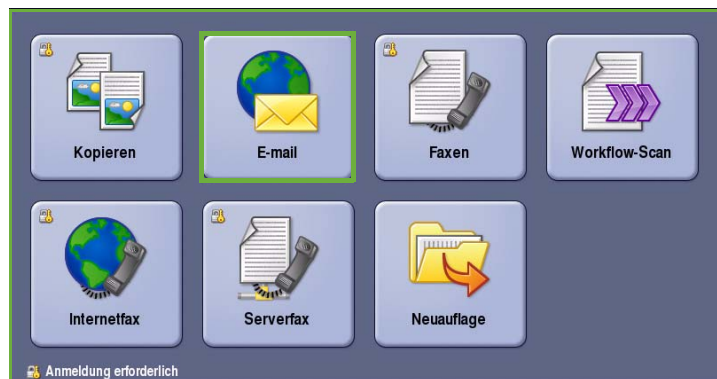 Kopieren
E-mail
Faxen
Workflow-Scan
Internetfax
Serverfax
Neuauflage
Anmeldung erforderlich